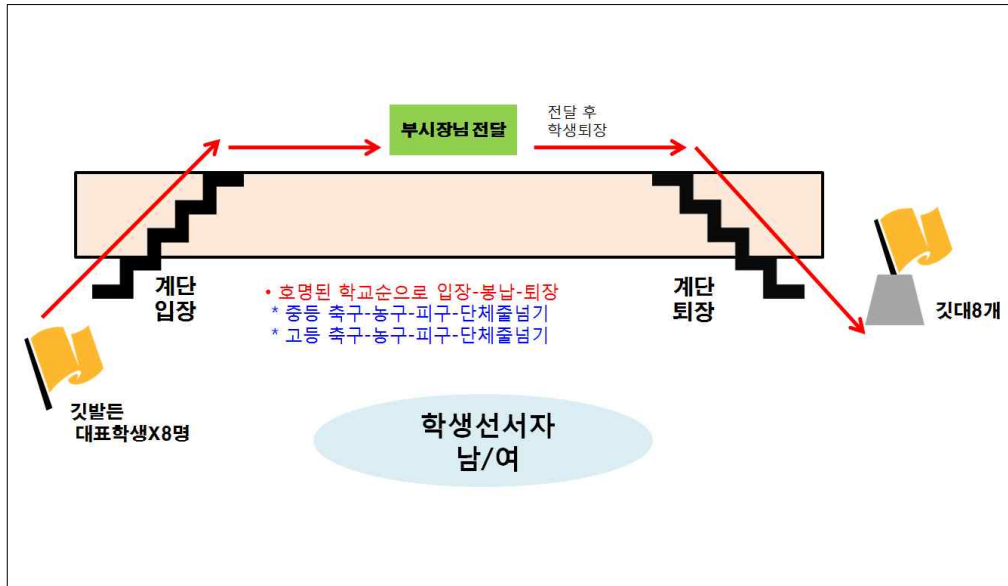 부시장님 전달
전달 후
학생퇴장
계단
입장
• 호명된 학교순으로 입장-봉납-퇴장
* 중등 축구-농구-피구-단체줄넘기
* 고등 축구-농구-피구-단체줄넘기
계단
퇴장
깃대8개
깃발든
대표학생X8명
학생선서자
남/여